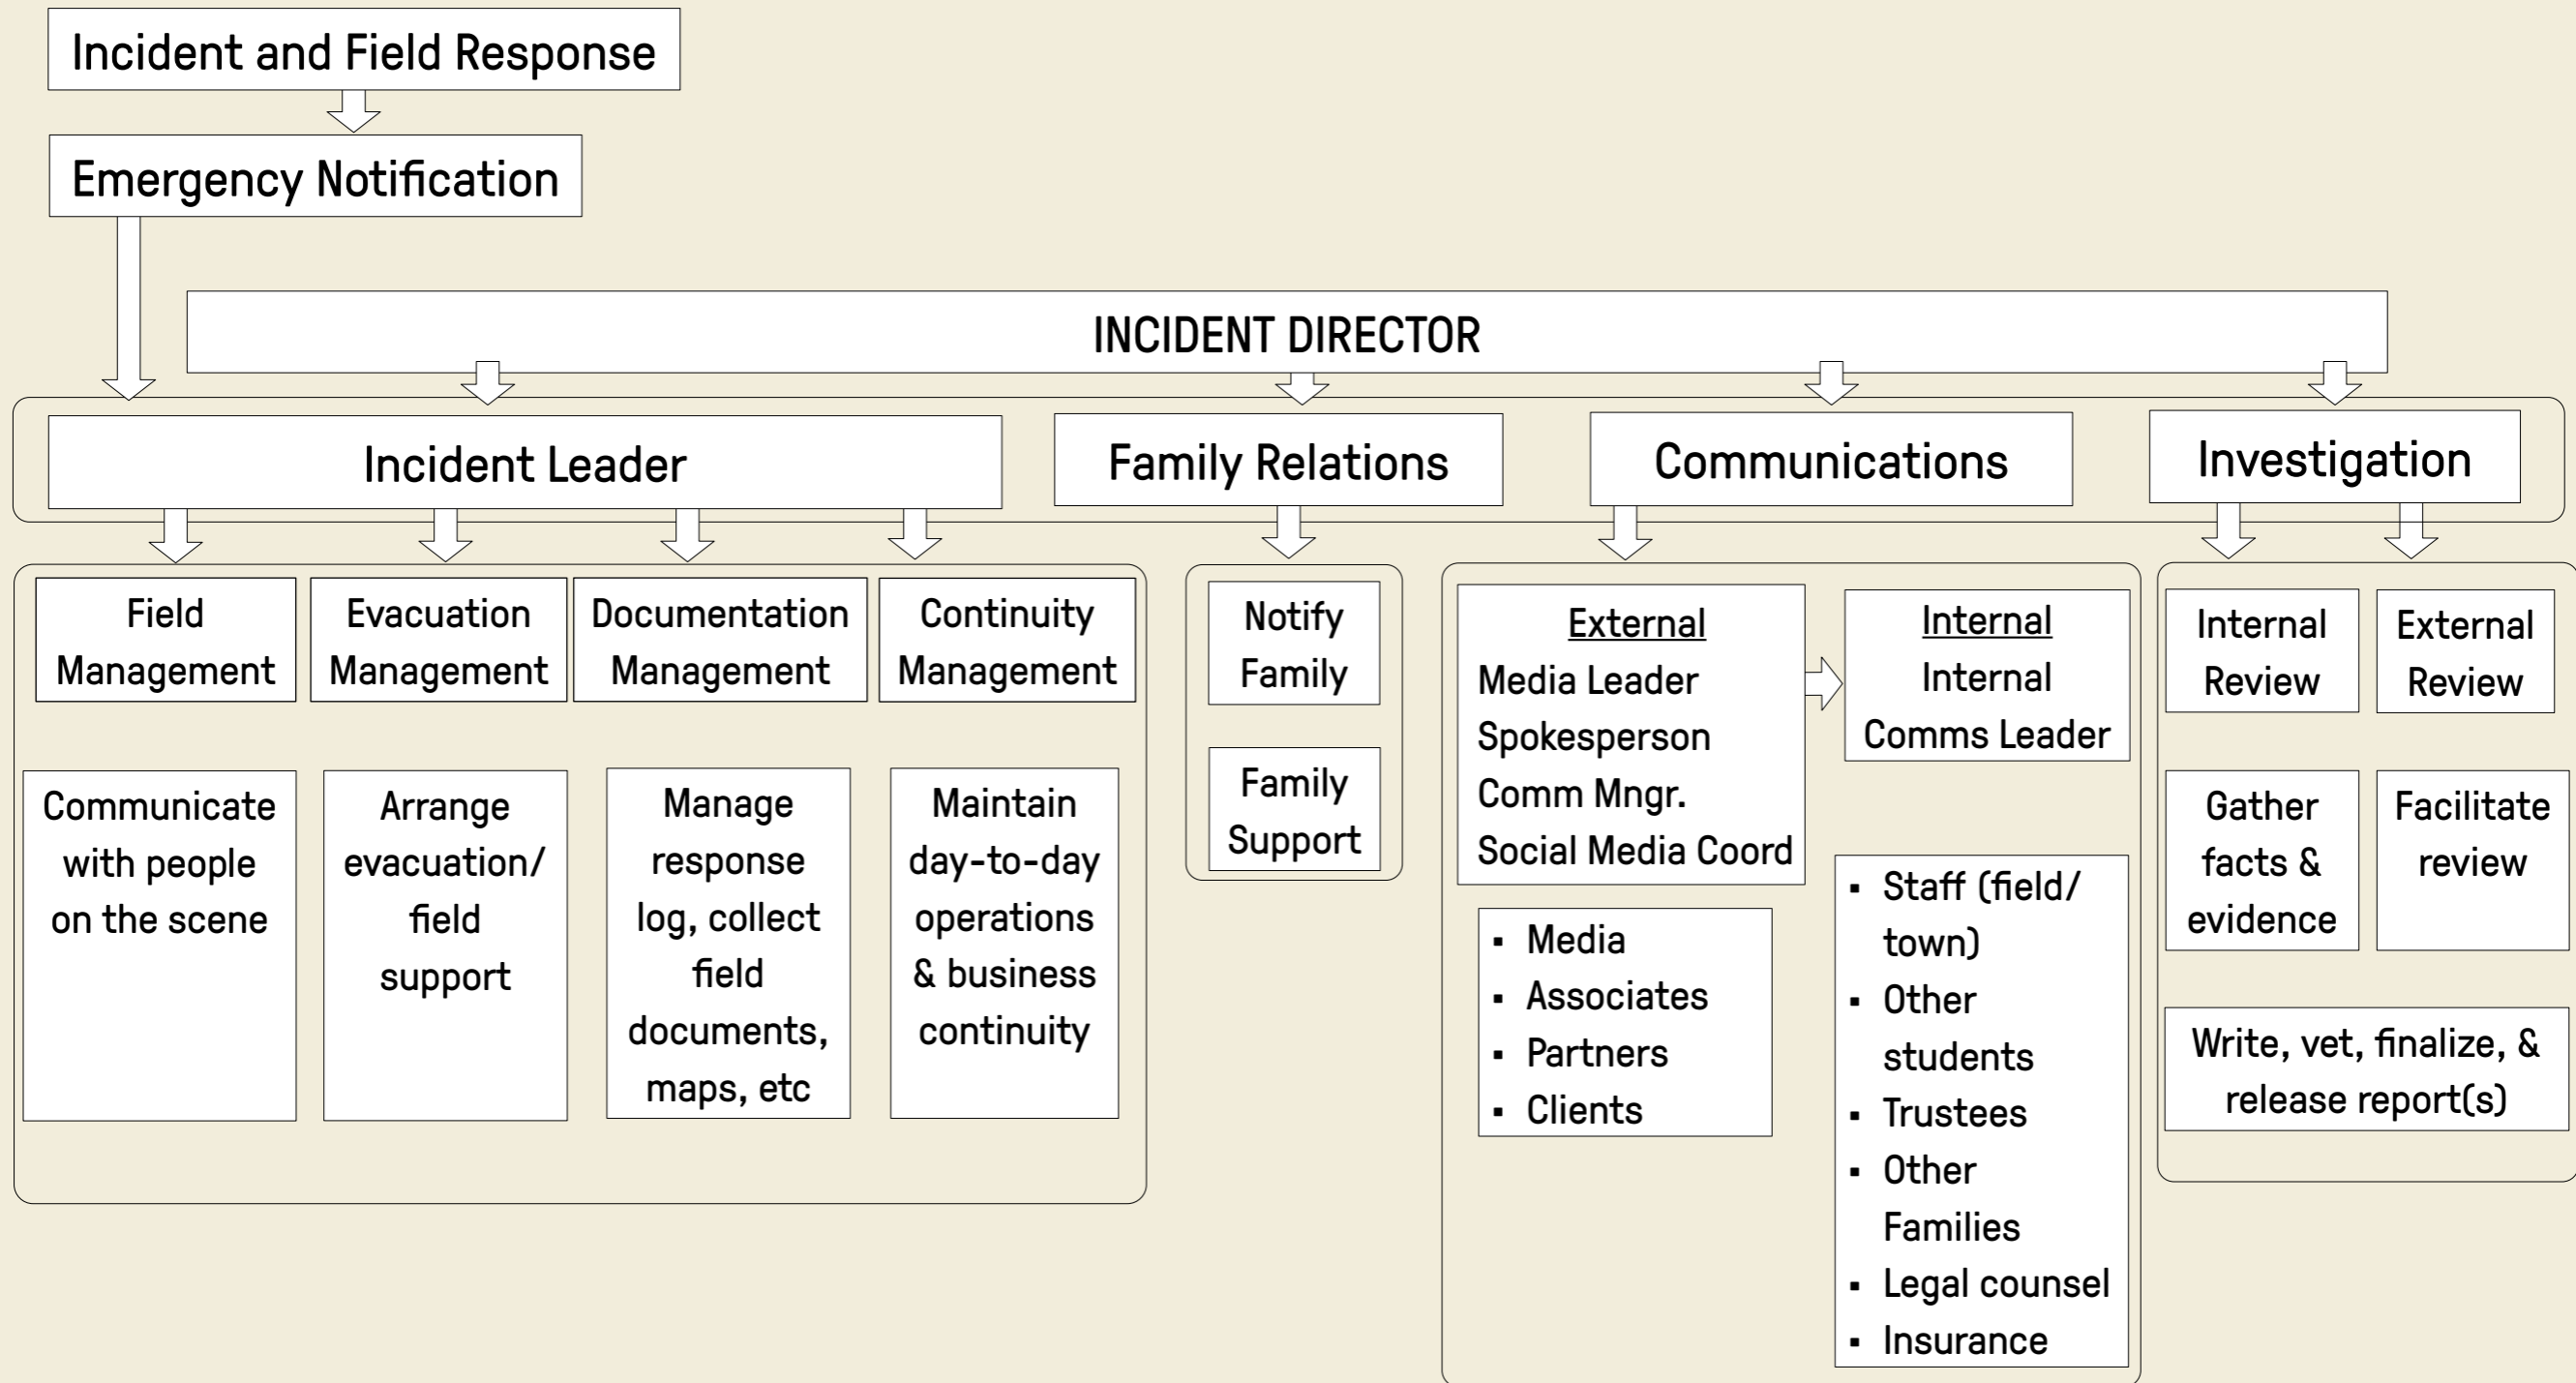 Incident and Field Response
Emergency Notification
INCIDENT DIRECTOR
Incident Leader
Family Relations
Communications
Investigation
Field
Management
Evacuation
Management
Documentation
Management
Continuity
Management
Communicate
with people
on the scene
Arrange
evacuation/
field
support
Manage
response
log, collect
field
documents,
maps, etc
Maintain
day-to-day
operations
& business
continuity
Notify
Family
Family
Support
External
Media Leader
Spokesperson
Comm Mngr.
Social Media Coord
▪ Media
▪ Associates
▪ Partners
▪ Clients
Internal
Internal
Comms Leader
▪ Staff (field/
town)
▪ Other
students
▪ Trustees
▪ Other
Families
▪ Legal counsel
▪ Insurance
Internal
Review
External
Review
Gather
facts &
evidence
Facilitate
review
Write, vet, finalize, &
release report(s)